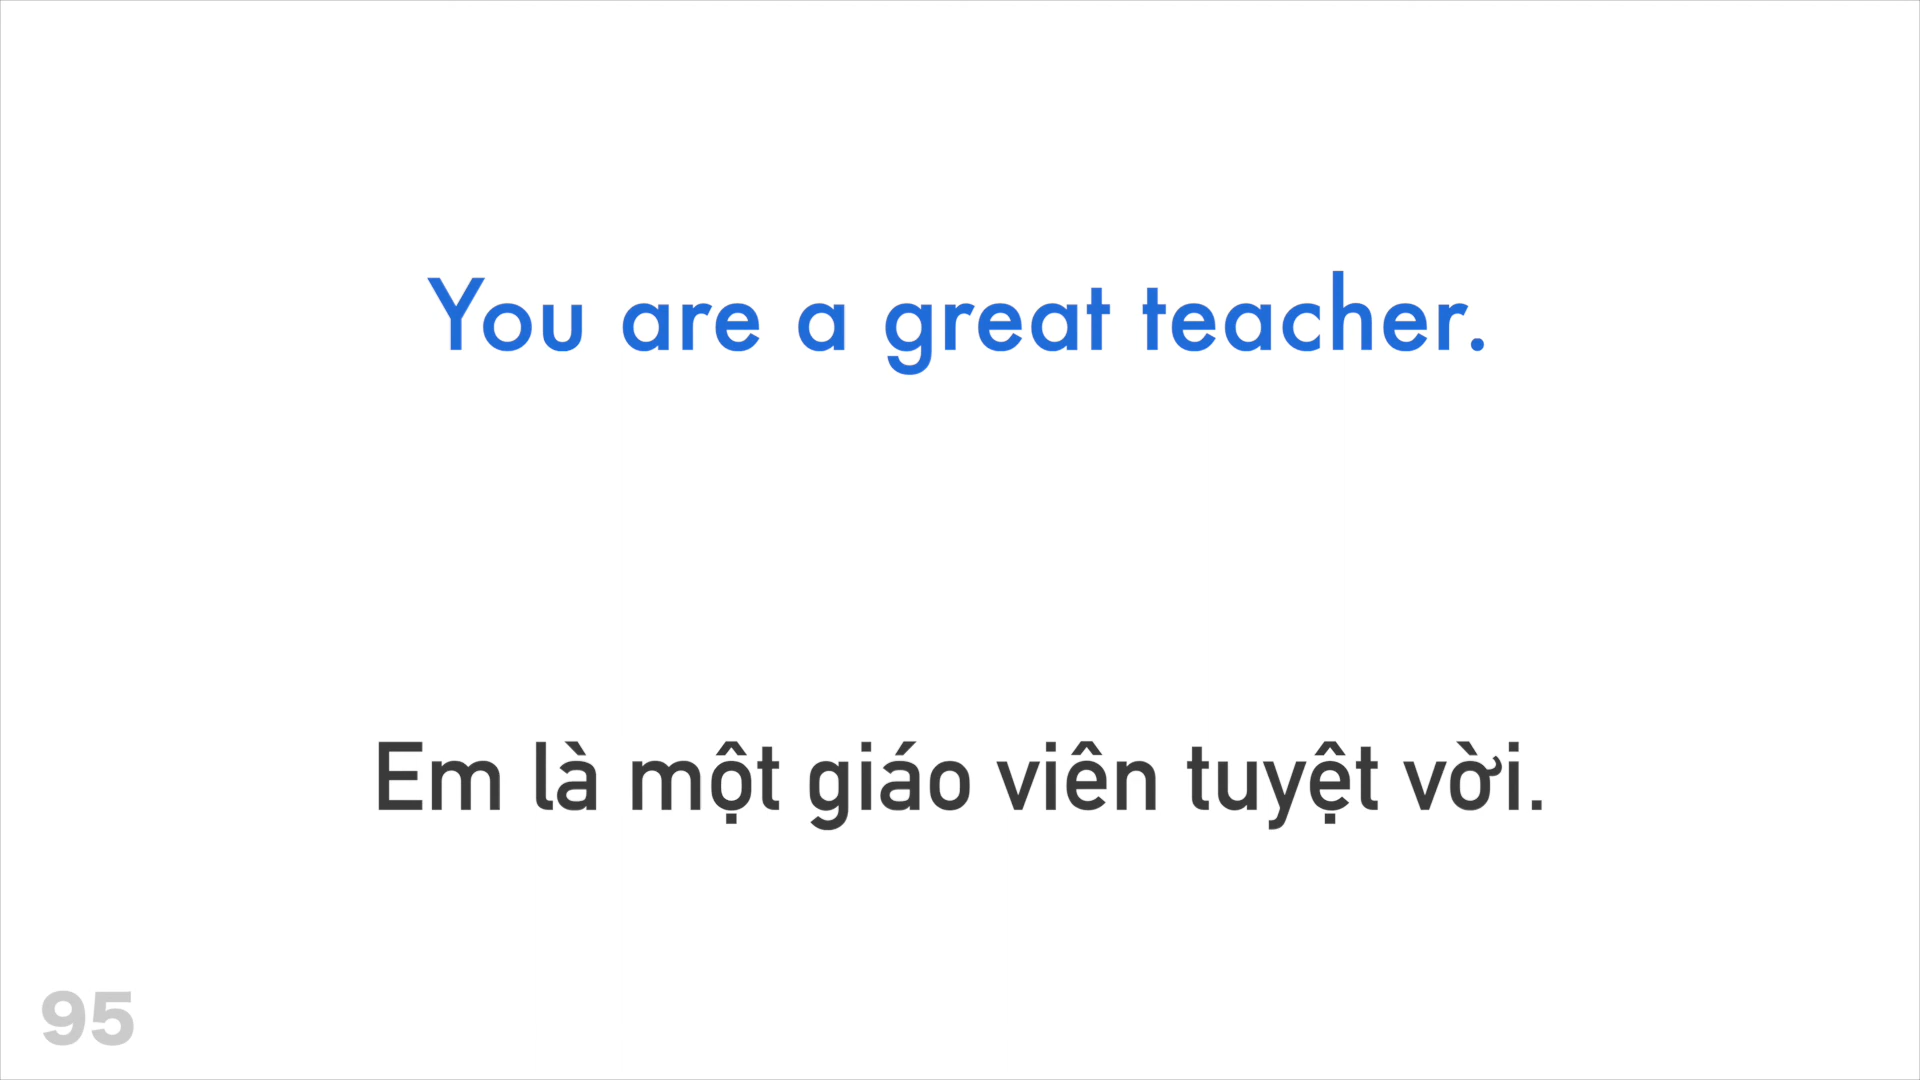 You are a great teacher.
Em là một giáo viên tuyệt vời.
95